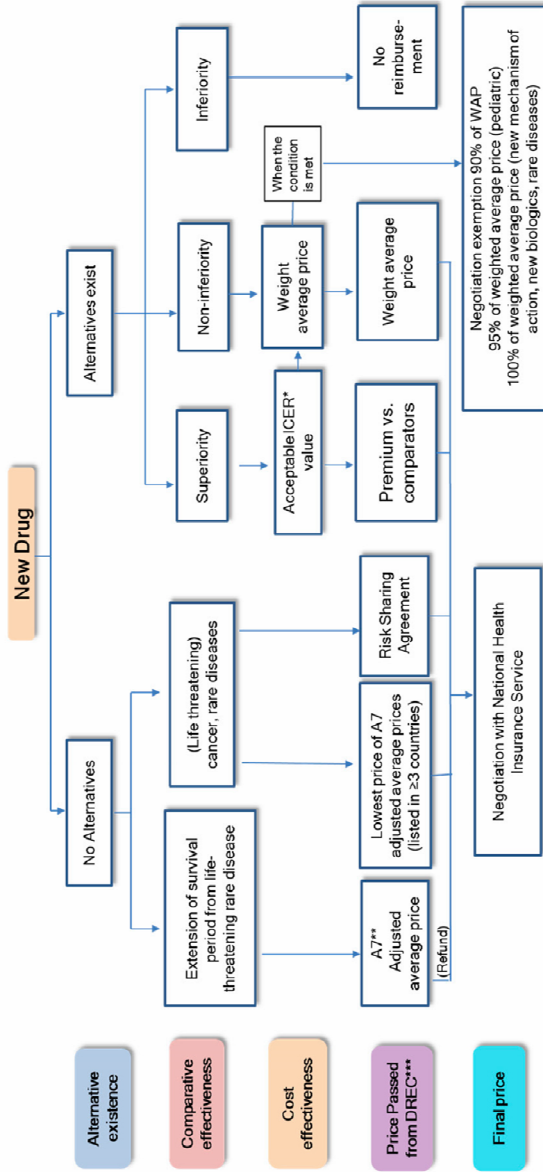 New Drug
Alternative
existence
No Alternatives
Alternatives exist
Comparative
effectiveness
Extension of survival
period from life-
threatening rare disease
(Life threatening)
cancer, rare diseases
Superiority
Non-inferiority
Inferiority
Cost
effectiveness
Acceptable ICER*
value
Weight
average price
When the
condition
is met
Price Passed
from DREC***
A7**
Adjusted
average price
(Refund)
Lowest price of A7
adjusted average prices
(listed in ≥3 countries)
Risk Sharing
Agreement
Premium vs.
comparators
Weight average
price
No
reimburse-
ment
Final price
Negotiation with National Health
Insurance Service
Negotiation exemption 90% of WAP
95% of weighted average price (pediatric)
100% of weighted average price (new mechanism of
action, new biologics, rare diseases)